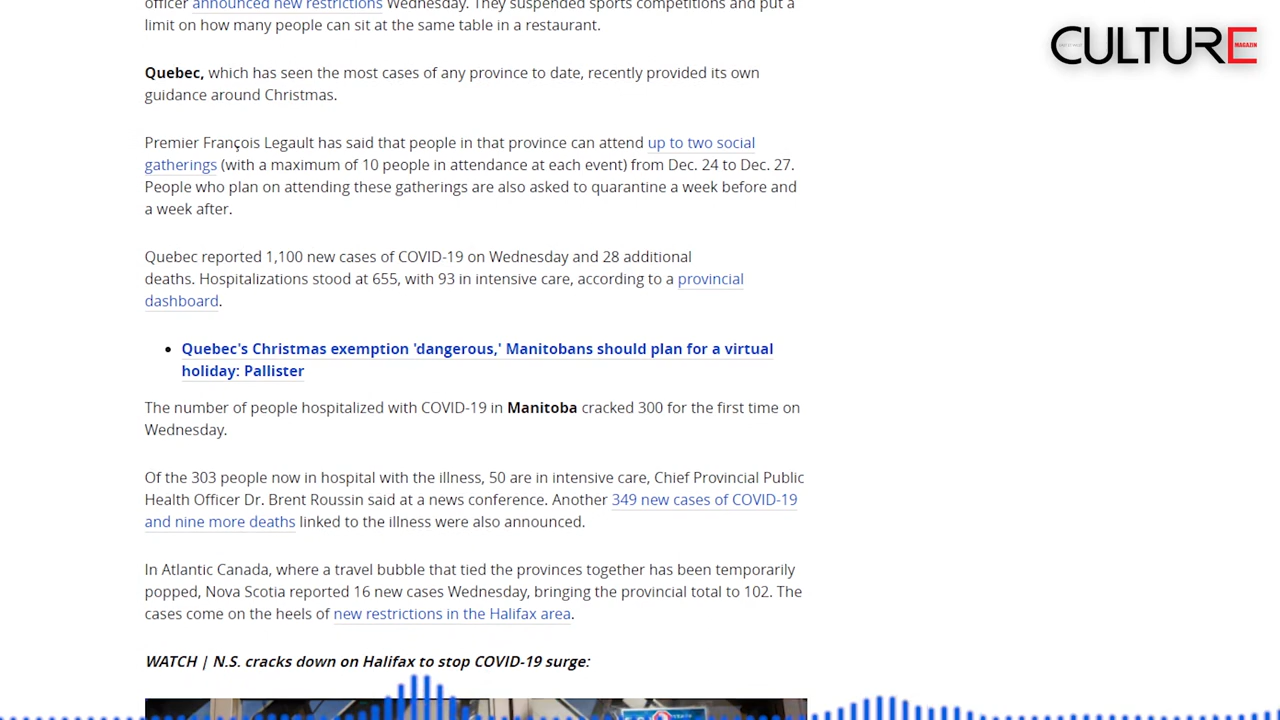 officer announced new restrictions Wednesday. They suspended sports competitions and put a
limit on how many people can sit at the same table in a restaurant.
CULTURE
MAGAZIN
Quebec, which has seen the most cases of any province to date, recently provided its own
guidance around Christmas.
Premier François Legault has said that people in that province can attend up to two social
gatherings (with a maximum of 10 people in attendance at each event) from Dec. 24 to Dec. 27.
People who plan on attending these gatherings are also asked to quarantine a week before and
a week after.
Quebec reported 1,100 new cases of COVID-19 on Wednesday and 28 additional
deaths. Hospitalizations stood at 655, with 93 in intensive care, according to a provincial
dashboard.
• Quebec's Christmas exemption 'dangerous,' Manitobans should plan for a virtual
holiday: Pallister
The number of people hospitalized with COVID-19 in Manitoba cracked 300 for the first time on
Wednesday.
Of the 303 people now in hospital with the illness, 50 are in intensive care, Chief Provincial Public
Health Officer Dr. Brent Roussin said at a news conference. Another 349 new cases of COVID-19
and nine more deaths linked to the illness were also announced.
In Atlantic Canada, where a travel bubble that tied the provinces together has been temporarily
popped, Nova Scotia reported 16 new cases Wednesday, bringing the provincial total to 102. The
cases come on the heels of new restrictions in the Halifax area.
WATCH | N.S. cracks down on Halifax to stop COVID-19 surge: